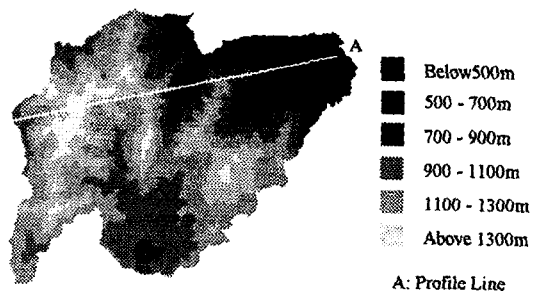 A
Below500m
500 - 700m
700 - 900m
900 - 1100m
1100 - 1300m
Above 1300m
A: Profile Line